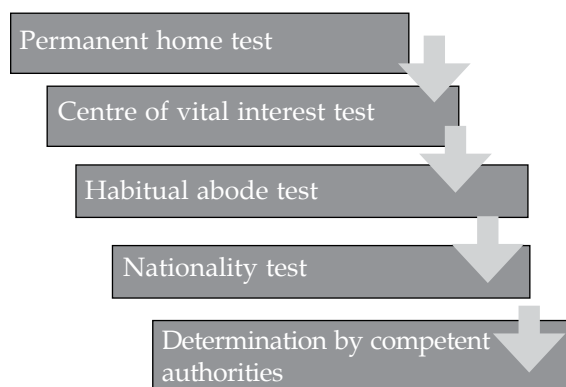 Permanent home test
Centre of vital interest test
Habitual abode test
Nationality test
Determination by competent
authorities